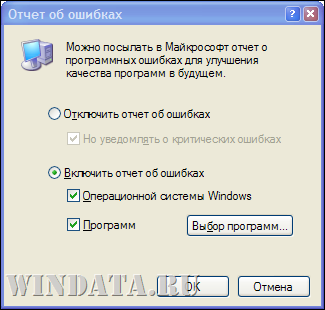 Отчет об ошибках
Можно посылать в Майкрософт отчет о
программных ошибках для улучшения
качества программ в будущем.
Отключить отчет об ошибках
Но уведомлять о критических ошибках
Включить отчет об ошибках
Операционной системы Windows
Программ
Выбор программ...
OK
Отмена
WINDATA.RU